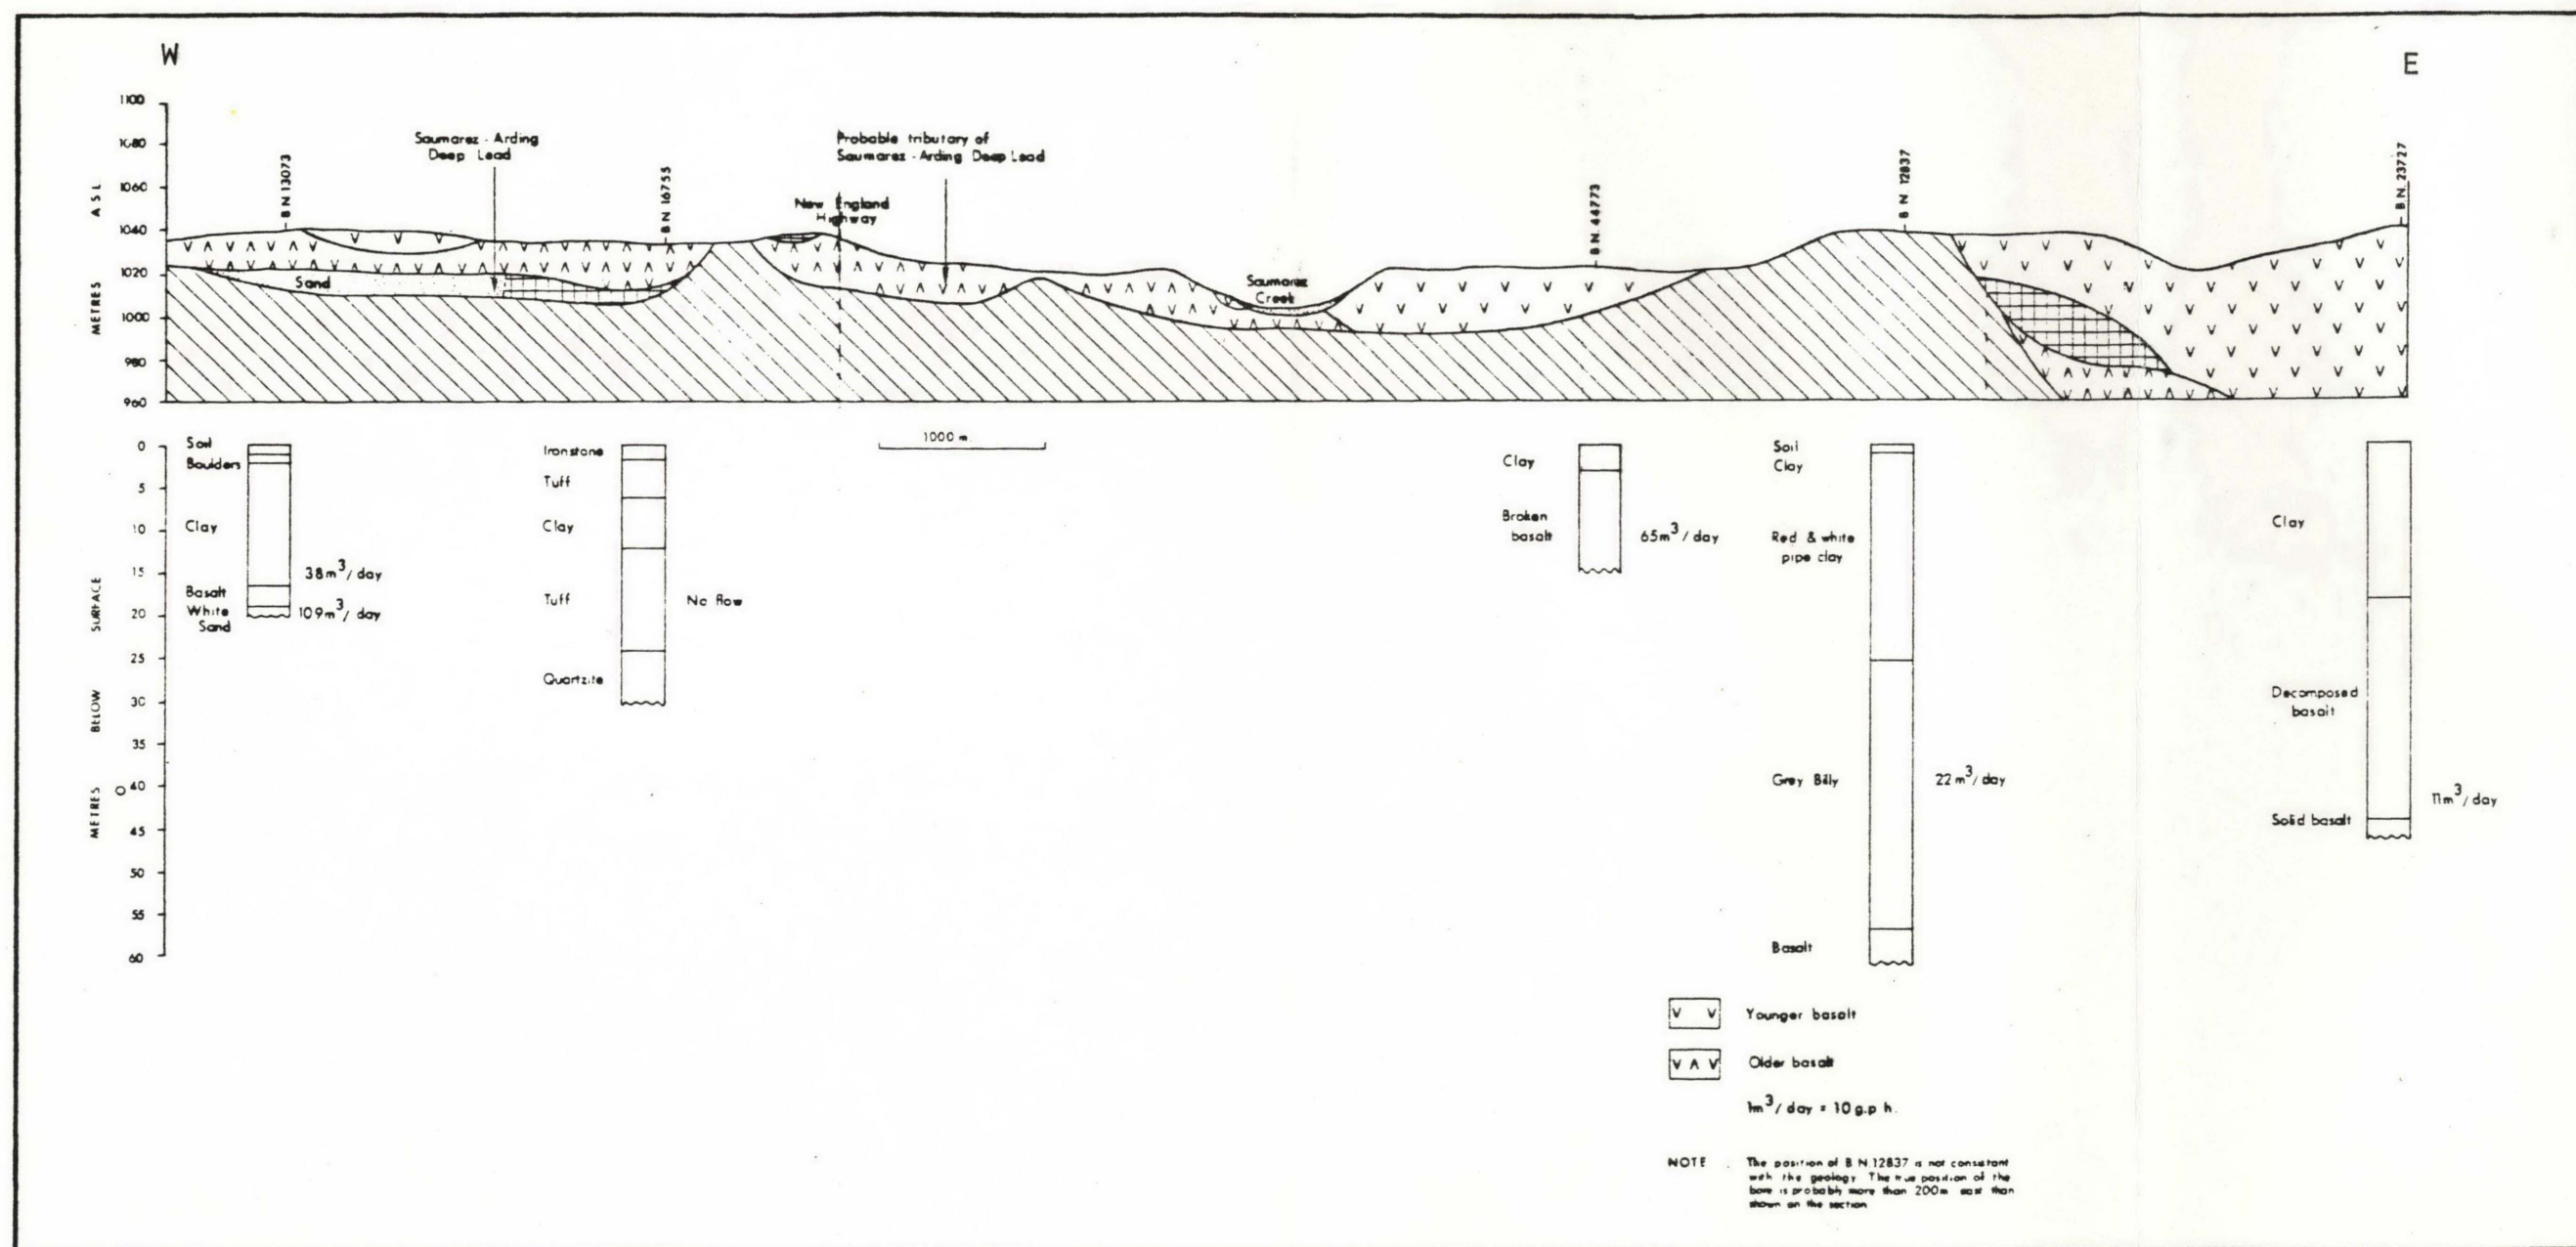 W
E
1100
1080
1060
1040
1020
1000
980
960
METRES A S L
B N 13073
Saumarez - Arding
Deep Lead
B N 16755
Probable tributary of
Saumarez - Arding Deep Lead
New England
Highway
Sand
Saumarez
Creek
B N. 44773
B N 12837
B N. 23727
1000 m.
METRES BELOW SURFACE
0
5
10
15
20
25
30
35
40
45
50
55
60
Soil
Boulders
Clay
38m³/day
Basalt
White
Sand
109m³/day
Ironstone
Tuff
Clay
Tuff
No flow
Quartzite
Clay
Broken
basalt
65m³/day
Soil
Clay
Red & white
pipe clay
Grey Billy
22m³/day
Basalt
Clay
Decomposed
basalt
11m³/day
Solid basalt
V V Younger basalt
V Λ V Older basalt
1m³/day = 10 g.p h.
NOTE . The position of B N.12837 is not consistant
with the geology The true position of the
bore is probably more than 200m east than
shown on the section